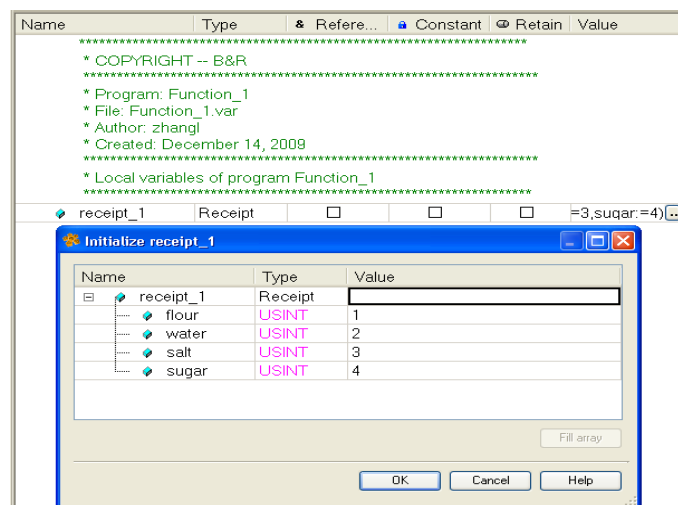 Name Type & Refere... Constant Retain Value
*******************************************************************
* COPYRIGHT -- B&R
********************************************************************
* Program: Function_1
* File: Function_1.var
* Author: zhangl
* Created: December 14, 2009
********************************************************************
* Local variables of program Function_1
*******************************************************************
receipt_1 Receipt =3,sugar:=4) ...
Initialize receipt_1
Name Type Value
receipt_1 Receipt
flour USINT 1
water USINT 2
salt USINT 3
sugar USINT 4
Fill array
OK Cancel Help